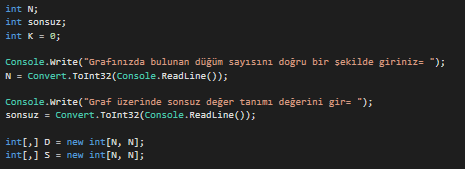 int N;
int sonsuz;
int K = 0;
Console.Write("Grafınızda bulunan düğüm sayısını doğru bir şekilde giriniz= ");
N = Convert.ToInt32(Console.ReadLine());
Console.Write("Graf üzerinde sonsuz değer tanımı değerini gir= ");
sonsuz = Convert.ToInt32(Console.ReadLine());
int[,] D = new int[N, N];
int[,] S = new int[N, N];